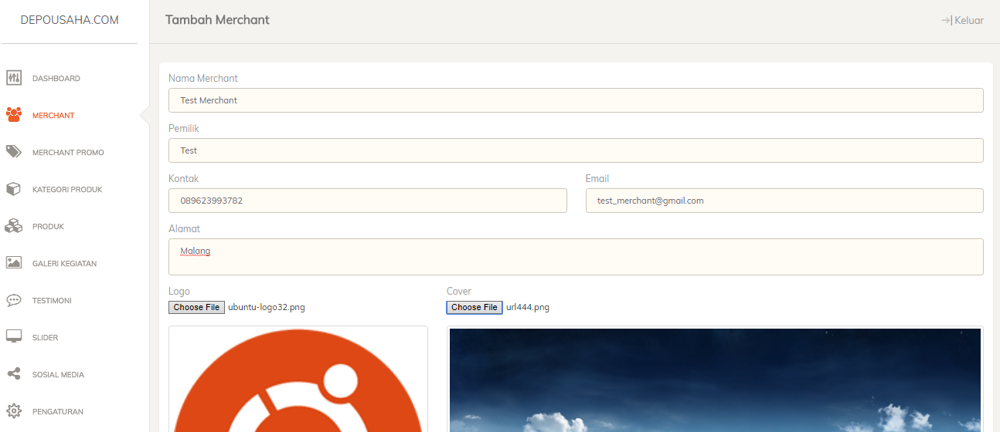 DEPOUSAHA.COM
Tambah Merchant
Keluar
DASHBOARD
MERCHANT
MERCHANT PROMO
KATEGORI PRODUK
PRODUK
GALERI KEGIATAN
TESTIMONI
SLIDER
SOSIAL MEDIA
PENGATURAN
Nama Merchant
Test Merchant
Pemilik
Test
Kontak
089623993782
Email
test_merchant@gmail.com
Alamat
Malang
Logo
Choose File ubuntu-logo32.png
Cover
Choose File url444.png